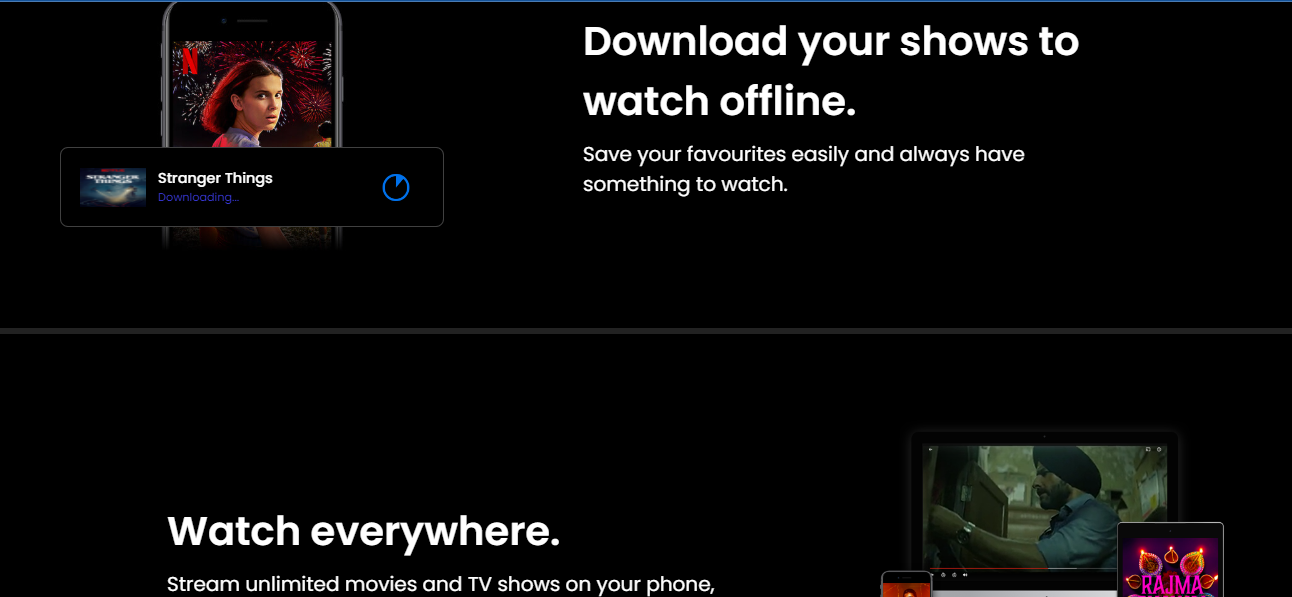 N
Download your shows to
watch offline.
Save your favourites easily and always have
something to watch.
STRANGER
THINGS
Stranger Things
Downloading...
Watch everywhere.
Stream unlimited movies and TV shows on your phone,
RAJMA